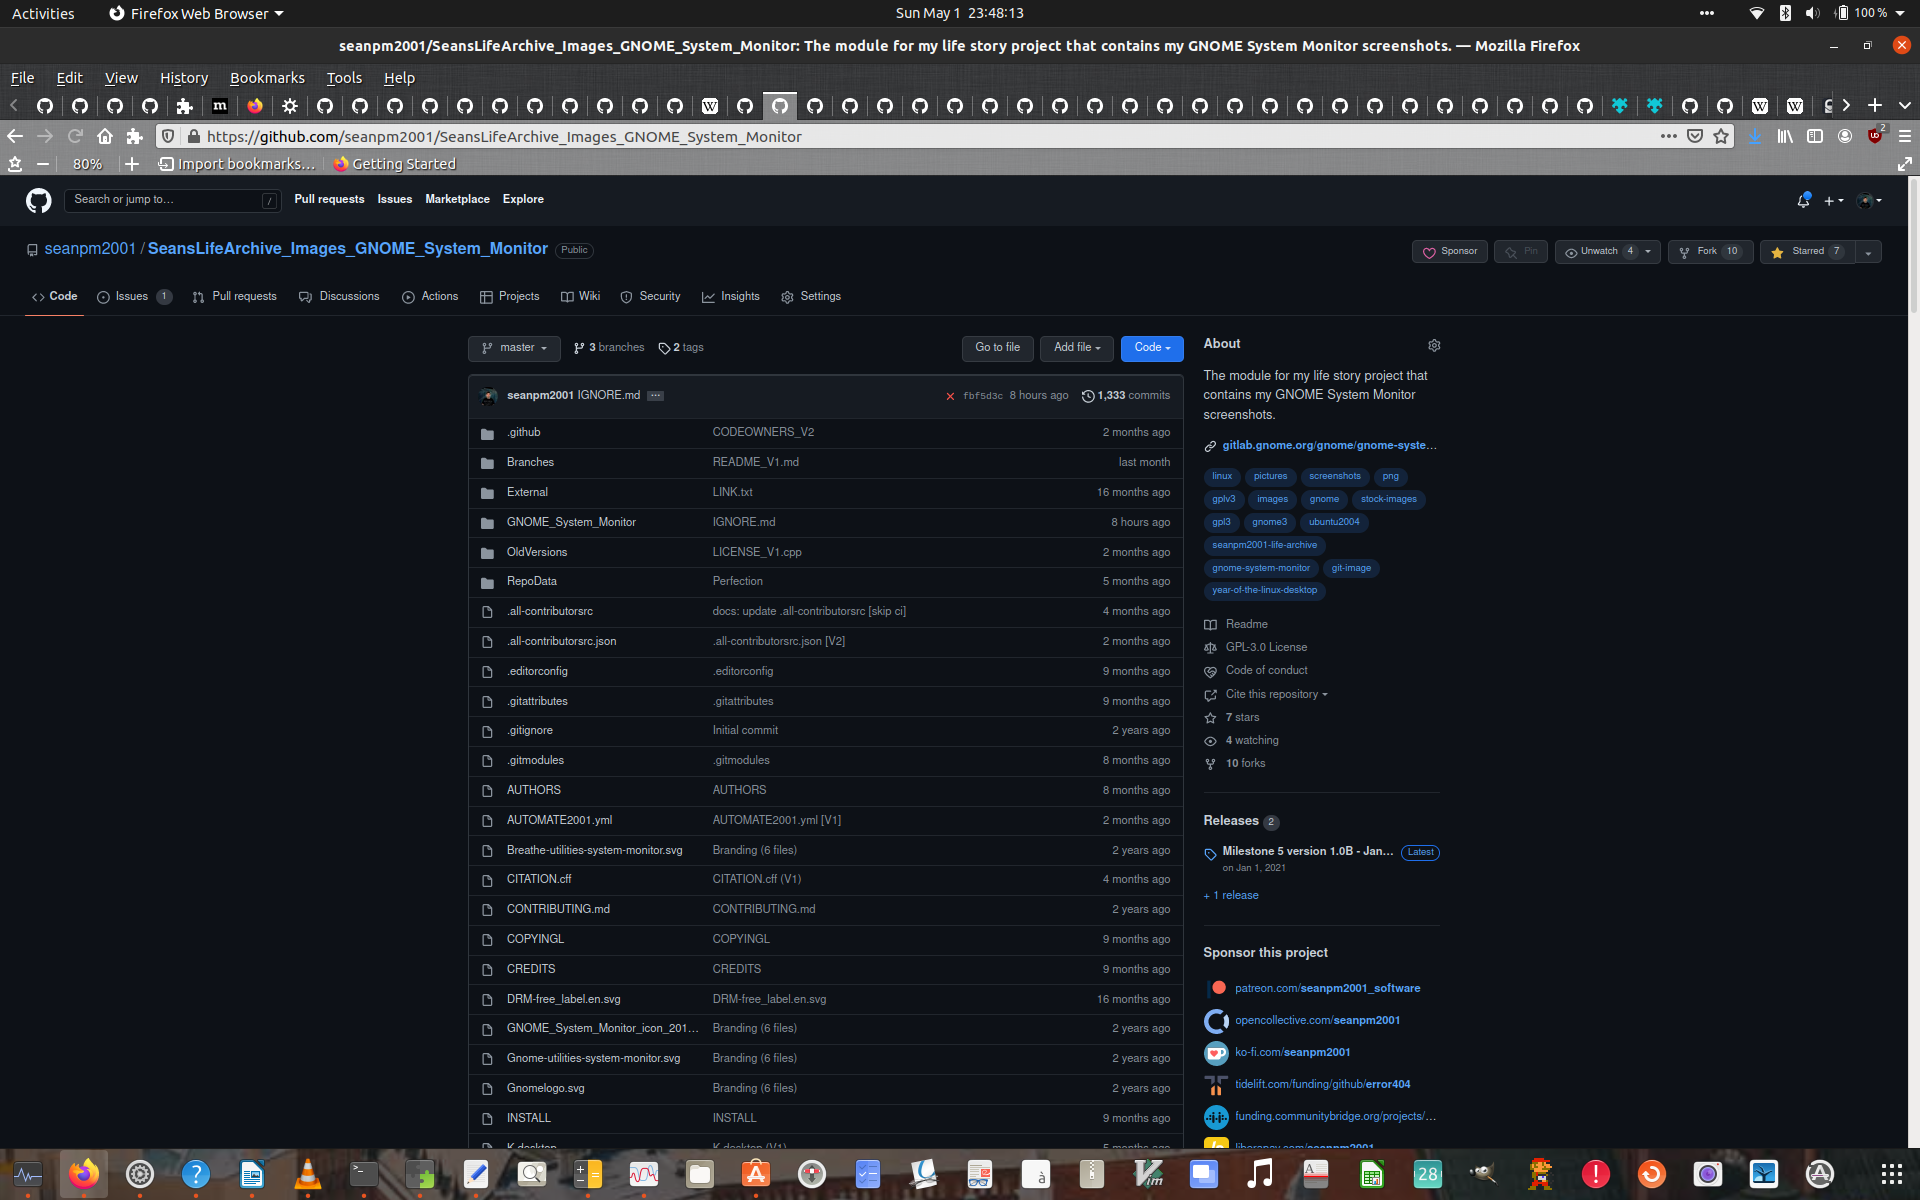 Activities
Firefox Web Browser
Sun May 1 23:48:13
100 %
seanpm2001/SeansLifeArchive_Images_GNOME_System_Monitor: The module for my life story project that contains my GNOME System Monitor screenshots. — Mozilla Firefox
File Edit View History Bookmarks Tools Help
https://github.com/seanpm2001/SeansLifeArchive_Images_GNOME_System_Monitor
2
80%
Import bookmarks...
Getting Started
Search or jump to...
/
Pull requests Issues Marketplace Explore
seanpm2001 / SeansLifeArchive_Images_GNOME_System_Monitor Public
Sponsor
Pin
Unwatch 4
Fork 10
Starred 7
Code
Issues 1
Pull requests
Discussions
Actions
Projects
Wiki
Security
Insights
Settings
master
3 branches
2 tags
Go to file
Add file
Code
seanpm2001 IGNORE.md ... fbf5d3c 8 hours ago 1,333 commits
.github CODEOWNERS_V2 2 months ago
Branches README_V1.md last month
External LINK.txt 16 months ago
GNOME_System_Monitor IGNORE.md 8 hours ago
OldVersions LICENSE_V1.cpp 2 months ago
RepoData Perfection 5 months ago
.all-contributorsrc docs: update .all-contributorsrc [skip ci] 4 months ago
.all-contributorsrc.json .all-contributorsrc.json [V2] 2 months ago
.editorconfig .editorconfig 9 months ago
.gitattributes .gitattributes 9 months ago
.gitignore Initial commit 2 years ago
.gitmodules .gitmodules 8 months ago
AUTHORS AUTHORS 8 months ago
AUTOMATE2001.yml AUTOMATE2001.yml [V1] 2 months ago
Breathe-utilities-system-monitor.svg Branding (6 files) 2 years ago
CITATION.cff CITATION.cff (V1) 4 months ago
CONTRIBUTING.md CONTRIBUTING.md 2 years ago
COPYINGL COPYINGL 9 months ago
CREDITS CREDITS 9 months ago
DRM-free_label.en.svg DRM-free_label.en.svg 16 months ago
GNOME_System_Monitor_icon_201... Branding (6 files) 2 years ago
Gnome-utilities-system-monitor.svg Branding (6 files) 2 years ago
Gnomelogo.svg Branding (6 files) 2 years ago
INSTALL INSTALL 9 months ago
K.desktop K.desktop (V1) 5 months ago
About
The module for my life story project that
contains my GNOME System Monitor
screenshots.
gitlab.gnome.org/gnome/gnome-syste...
linux pictures screenshots png
gplv3 images gnome stock-images
gpl3 gnome3 ubuntu2004
seanpm2001-life-archive
gnome-system-monitor git-image
year-of-the-linux-desktop
Readme
GPL-3.0 License
Code of conduct
Cite this repository
7 stars
4 watching
10 forks
Releases 2
Milestone 5 version 1.0B - Jan... Latest
on Jan 1, 2021
+ 1 release
Sponsor this project
patreon.com/seanpm2001_software
opencollective.com/seanpm2001
ko-fi.com/seanpm2001
tidelift.com/funding/github/error404
funding.communitybridge.org/projects/...
liberapay.com/seanpm2001
28